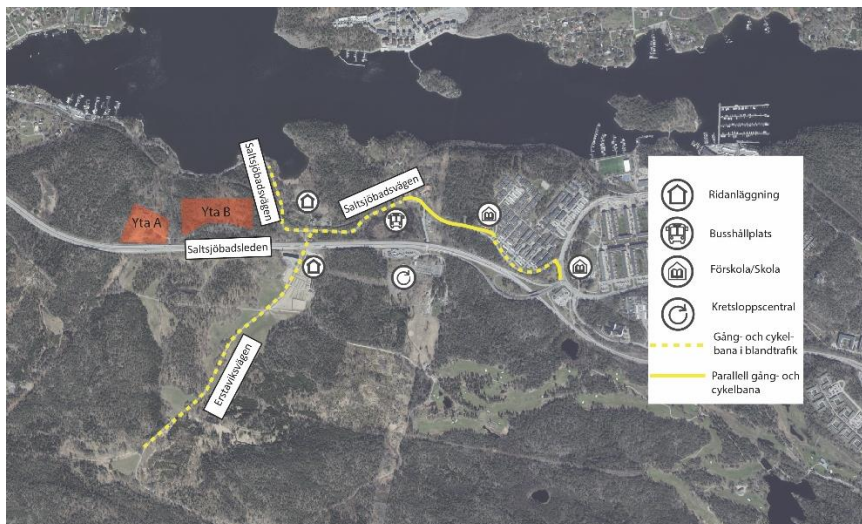 Saltsjöbadsvägen
Saltsjöbadsvägen
Yta A
Yta B
Saltsjöbadsleden
Erstaviksvägen
Ridanläggning
Busshållplats
Förskola/Skola
Kretsloppscentral
Gång- och cykel-
bana i blandtrafik
Parallell gång- och
cykelbana